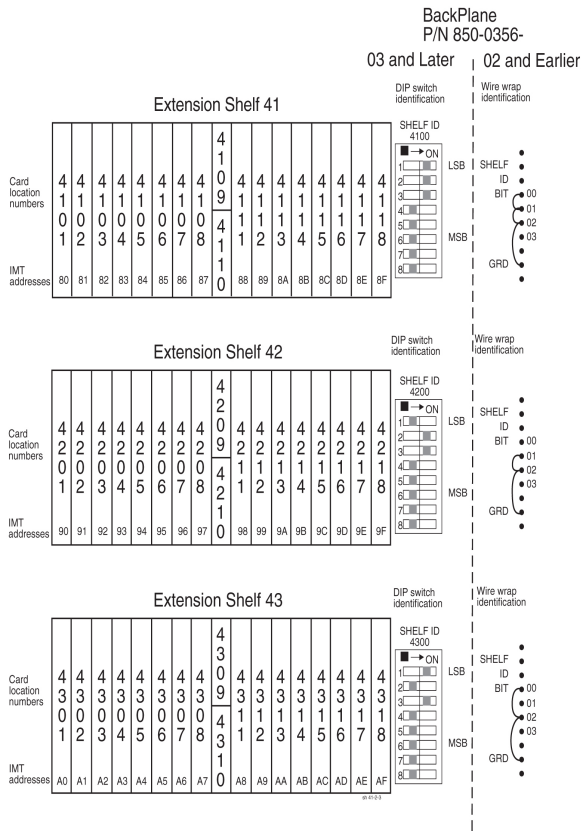 BackPlane
P/N 850-0356-
03 and Later
02 and Earlier
DIP switch
identification
Wire wrap
identification
Extension Shelf 41
SHELF ID
4100
ON
Card
location
numbers
4101 4102 4103 4104 4105 4106 4107 4108 4109 4110 4111 4112 4113 4114 4115 4116 4117 4118
IMT
addresses
80 81 82 83 84 85 86 87 88 89 8A 8B 8C 8D 8E 8F
1 LSB
2
3
4
5
6 MSB
7
8
SHELF
ID
BIT 00
01
02
03
GRD
Extension Shelf 42
DIP switch
identification
Wire wrap
identification
SHELF ID
4200
ON
Card
location
numbers
4201 4202 4203 4204 4205 4206 4207 4208 4209 4210 4211 4212 4213 4214 4215 4216 4217 4218
IMT
addresses
90 91 92 93 94 95 96 97 98 99 9A 9B 9C 9D 9E 9F
1 LSB
2
3
4
5
6 MSB
7
8
SHELF
ID
BIT 00
01
02
03
GRD
Extension Shelf 43
DIP switch
identification
Wire wrap
identification
SHELF ID
4300
ON
Card
location
numbers
4301 4302 4303 4304 4305 4306 4307 4308 4309 4310 4311 4312 4313 4314 4315 4316 4317 4318
IMT
addresses
A0 A1 A2 A3 A4 A5 A6 A7 A8 A9 AA AB AC AD AE AF
1 LSB
2
3
4
5
6 MSB
7
8
SHELF
ID
BIT 00
01
02
03
GRD
sh 41-2-3